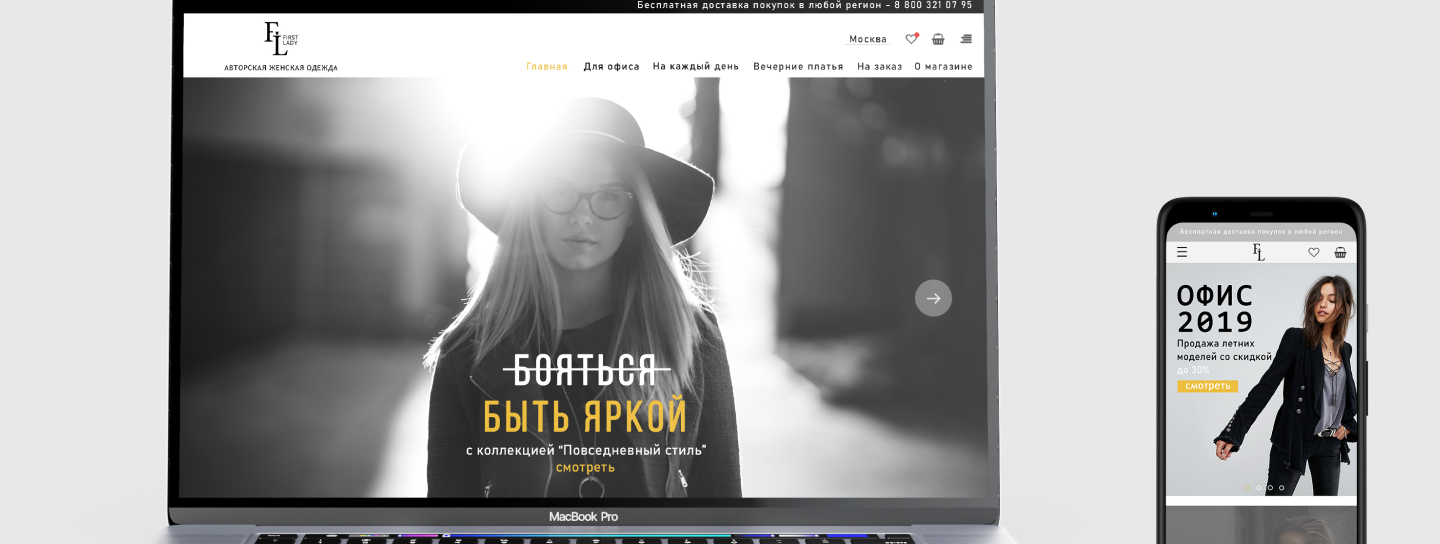 Бесплатная доставка покупок в любой регион - 8 800 321 07 95
FL FIRST
LADY
АВТОРСКАЯ ЖЕНСКАЯ ОДЕЖДА
Москва
Главная Для офиса На каждый день Вечерние платья На заказ О магазине
БОЯТЬСЯ
БЫТЬ ЯРКОЙ
с коллекцией “Повседневный стиль”
смотреть
MacBook Pro
Бесплатная доставка покупок в любой регион
FL
ОФИС
2019
Продажа летних
моделей со скидкой
до 30%
смотреть